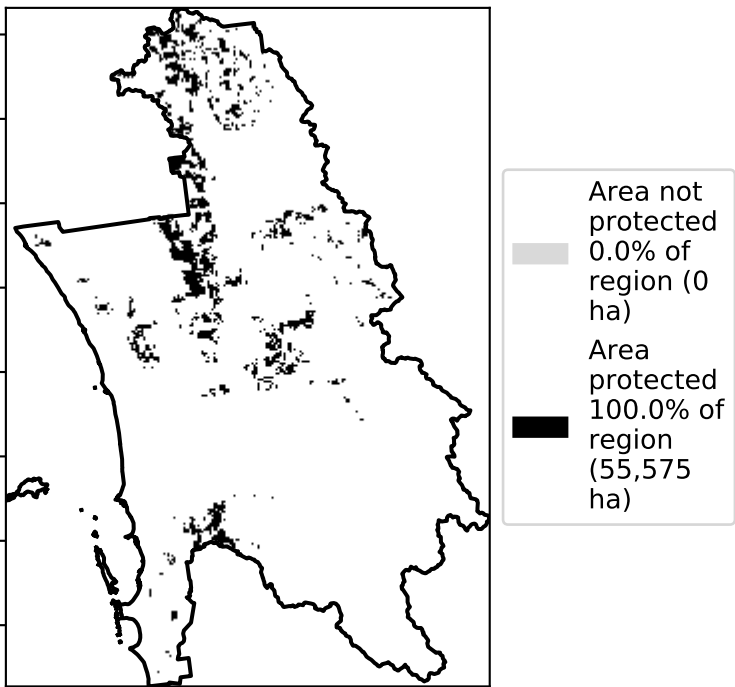 Area not
protected
0.0% of
region (0
ha)
Area
protected
100.0% of
region
(55,575
ha)